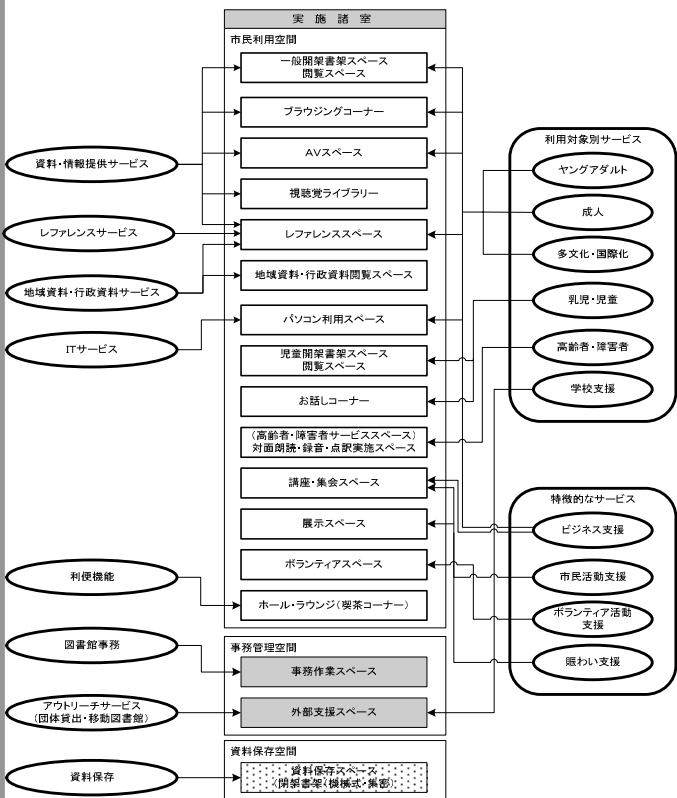 実施諸室
市民利用空間
一般開架書架スペース
閲覧スペース
ブラウジングコーナー
AVスペース
視聴覚ライブラリー
レファレンススペース
地域資料・行政資料閲覧スペース
パソコン利用スペース
児童開架書架スペース
閲覧スペース
お話しコーナー
(高齢者・障害者サービススペース)
対面朗読・録音・点訳実施スペース
講座・集会スペース
展示スペース
ボランティアスペース
ホール・ラウンジ(喫茶コーナー)
事務管理空間
事務作業スペース
外部支援スペース
資料保存空間
資料保存スペース
(閉架書架・機械式・集密)
資料・情報提供サービス
レファレンスサービス
地域資料・行政資料サービス
ITサービス
利便機能
図書館事務
アウトリーチサービス
(団体貸出・移動図書館)
資料保存
利用対象別サービス
ヤングアダルト
成人
多文化・国際化
乳児・児童
高齢者・障害者
学校支援
特徴的なサービス
ビジネス支援
市民活動支援
ボランティア活動
支援
賑わい支援